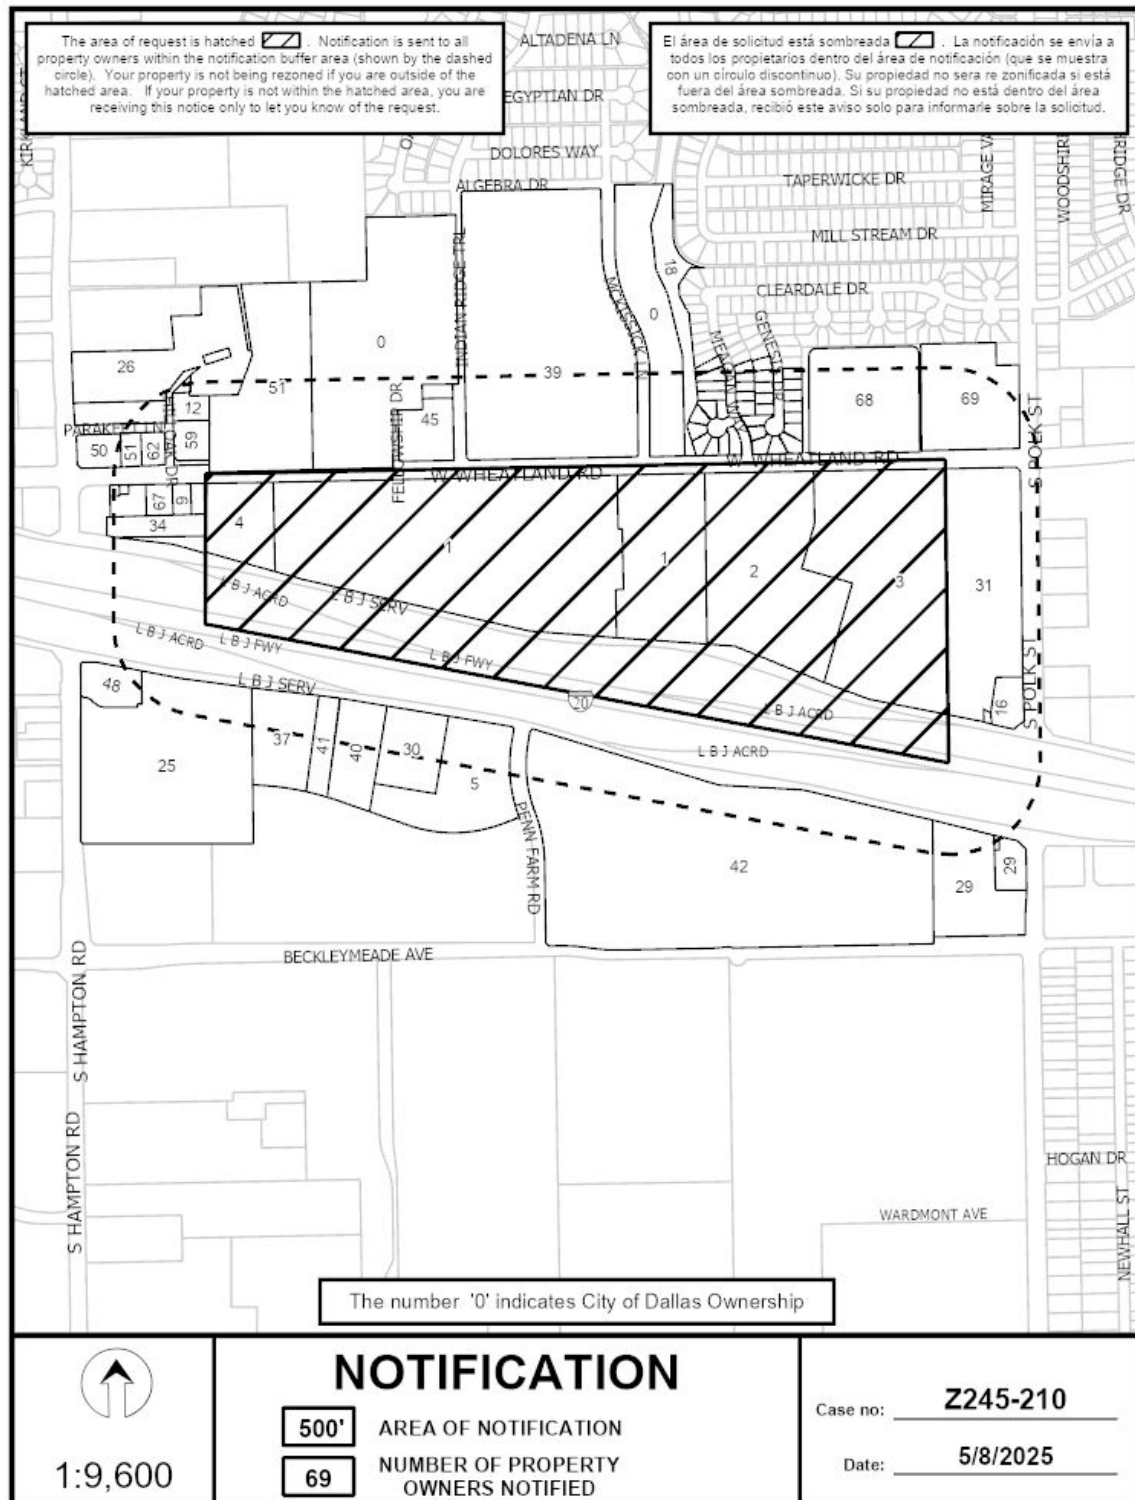 The area of request is hatched . Notification is sent to all
property owners within the notification buffer area (shown by the dashed
circle). Your property is not being rezoned if you are outside of the
hatched area. If your property is not within the hatched area, you are
receiving this notice only to let you know of the request.
El área de solicitud está sombreada . La notificación se envía a
todos los propietarios dentro del área de notificación (que se muestra
con un círculo discontinuo). Su propiedad no sera re zonificada si está
fuera del área sombreada. Si su propiedad no está dentro del área
sombreada, recibió este aviso solo para informarle sobre la solicitud.
ALTADENA LN
EGYPTIAN DR
DOLORES WAY
ALGEBRA DR
TAPERWICKE DR
MILL STREAM DR
CLEARDALE DR
INDIAN RIDGE TRL
MCKISSICK LN
18
0
0
39
26
51
12
45
68
69
FELLOWSHIP DR
S POLK ST
50
51
62
59
W WHEATLAND RD
W WHEATLAND RD
67
9
34
4
1
1
2
3
31
L B J ACRD
L B J SERV
L B J ACRD
L B J FWY
L B J FWY
L B J SERV
20
L B J ACRD
L B J ACRD
16
S POLK ST
48
37
41
40
30
5
25
PENN FARM RD
42
29
29
BECKLEYMEADE AVE
S HAMPTON RD
S HAMPTON RD
HOGAN DR
WARDMONT AVE
NEWHALL ST
The number '0' indicates City of Dallas Ownership
1:9,600
NOTIFICATION
500' AREA OF NOTIFICATION
69 NUMBER OF PROPERTY
OWNERS NOTIFIED
Case no: Z245-210
Date: 5/8/2025